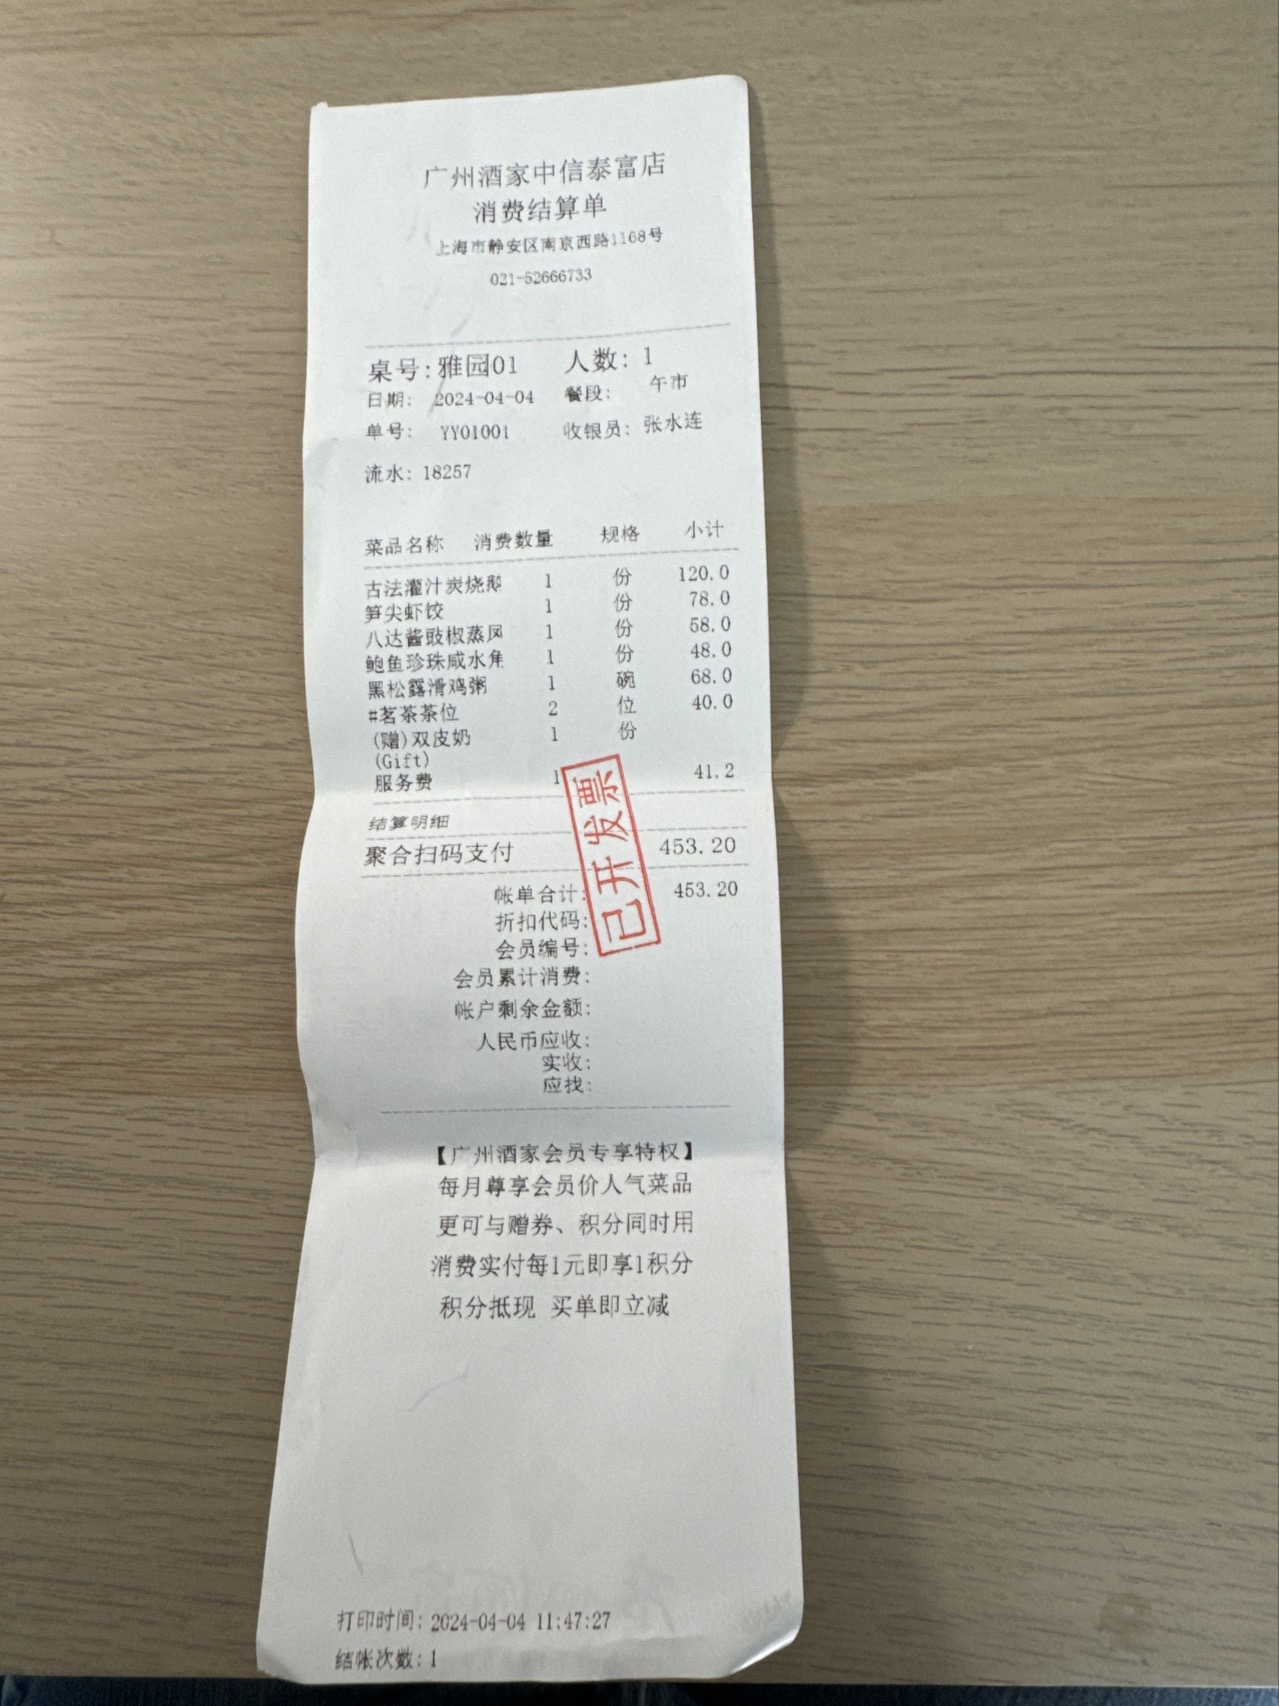 广州酒家中信泰富店
消费结算单
上海市静安区南京西路1168号
021-52666733
桌号:雅园01 人数: 1
日期: 2024-04-04 餐段: 午市
单号: YY01001 收银员: 张水连
流水: 18257
菜品名称 消费数量 规格 小计
古法灌汁炭烧鹅 1 份 120.0
笋尖虾饺 1 份 78.0
八达酱豉椒蒸凤 1 份 58.0
鲍鱼珍珠咸水角 1 份 48.0
黑松露滑鸡粥 1 碗 68.0
#茗茶茶位 2 位 40.0
(赠)双皮奶 1 份
(Gift)
服务费 1 41.2
结算明细
聚合扫码支付 453.20
帐单合计: 453.20
折扣代码:
会员编号:
会员累计消费:
帐户剩余金额:
人民币应收:
实收:
应找:
已开发票
【广州酒家会员专享特权】
每月尊享会员价人气菜品
更可与赠券、积分同时用
消费实付每1元即享1积分
积分抵现 买单即立减
打印时间: 2024-04-04 11:47:27
结帐次数: 1